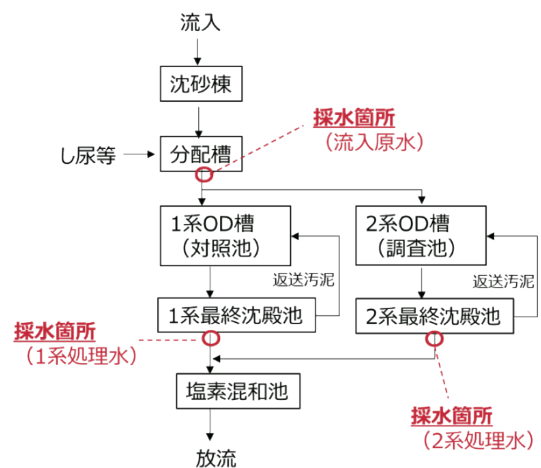 流入
沈砂棟
採水箇所
（流入原水）
し尿等
分配槽
1系OD槽
（対照池）
2系OD槽
（調査池）
返送汚泥
返送汚泥
1系最終沈殿池
2系最終沈殿池
採水箇所
（1系処理水）
塩素混和池
採水箇所
（2系処理水）
放流